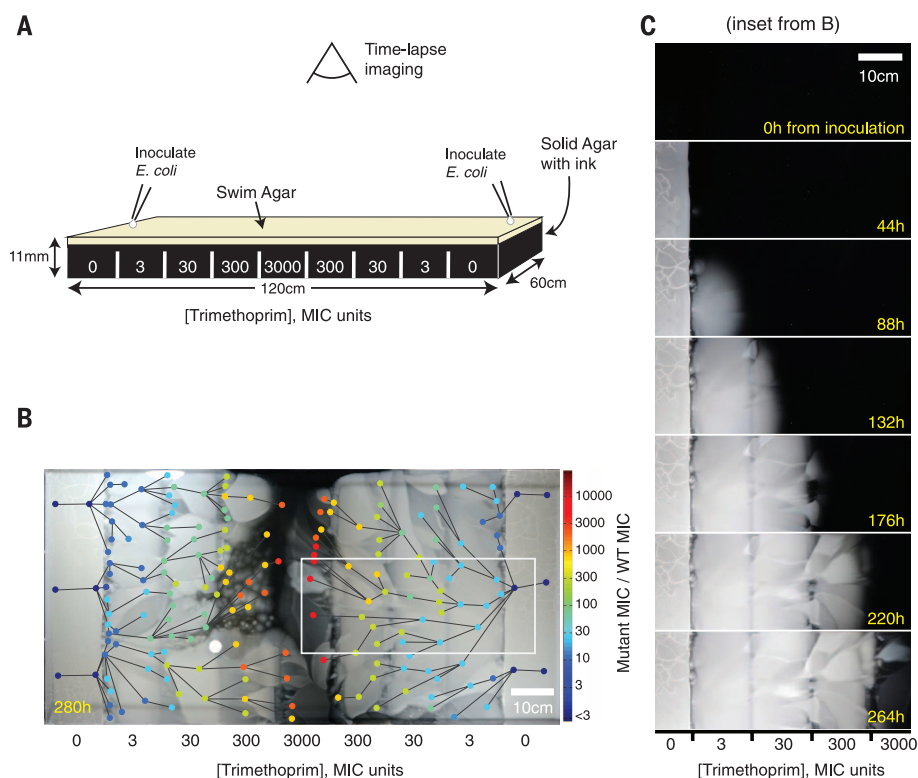 A
Time-lapse
imaging
Inoculate
E. coli
Swim Agar
Inoculate
E. coli
Solid Agar
with ink
11mm
0 3 30 300 3000 300 30 3 0
120cm
60cm
[Trimethoprim], MIC units
B
280h
10cm
0 3 30 300 3000 300 30 3 0
[Trimethoprim], MIC units
10000
3000
1000
300
100
30
10
3
<3
Mutant MIC / WT MIC
C
(inset from B)
10cm
0h from inoculation
44h
88h
132h
176h
220h
264h
0 3 30 300 3000
[Trimethoprim], MIC units